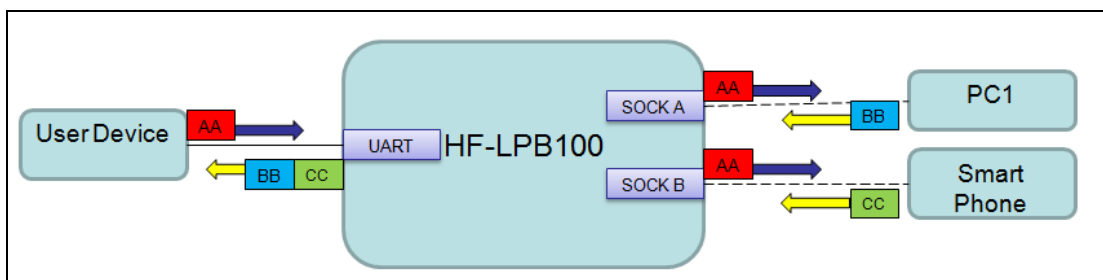 User Device
AA
BB CC
UART
HF-LPB100
SOCK A
AA
BB
PC1
SOCK B
AA
CC
Smart
Phone